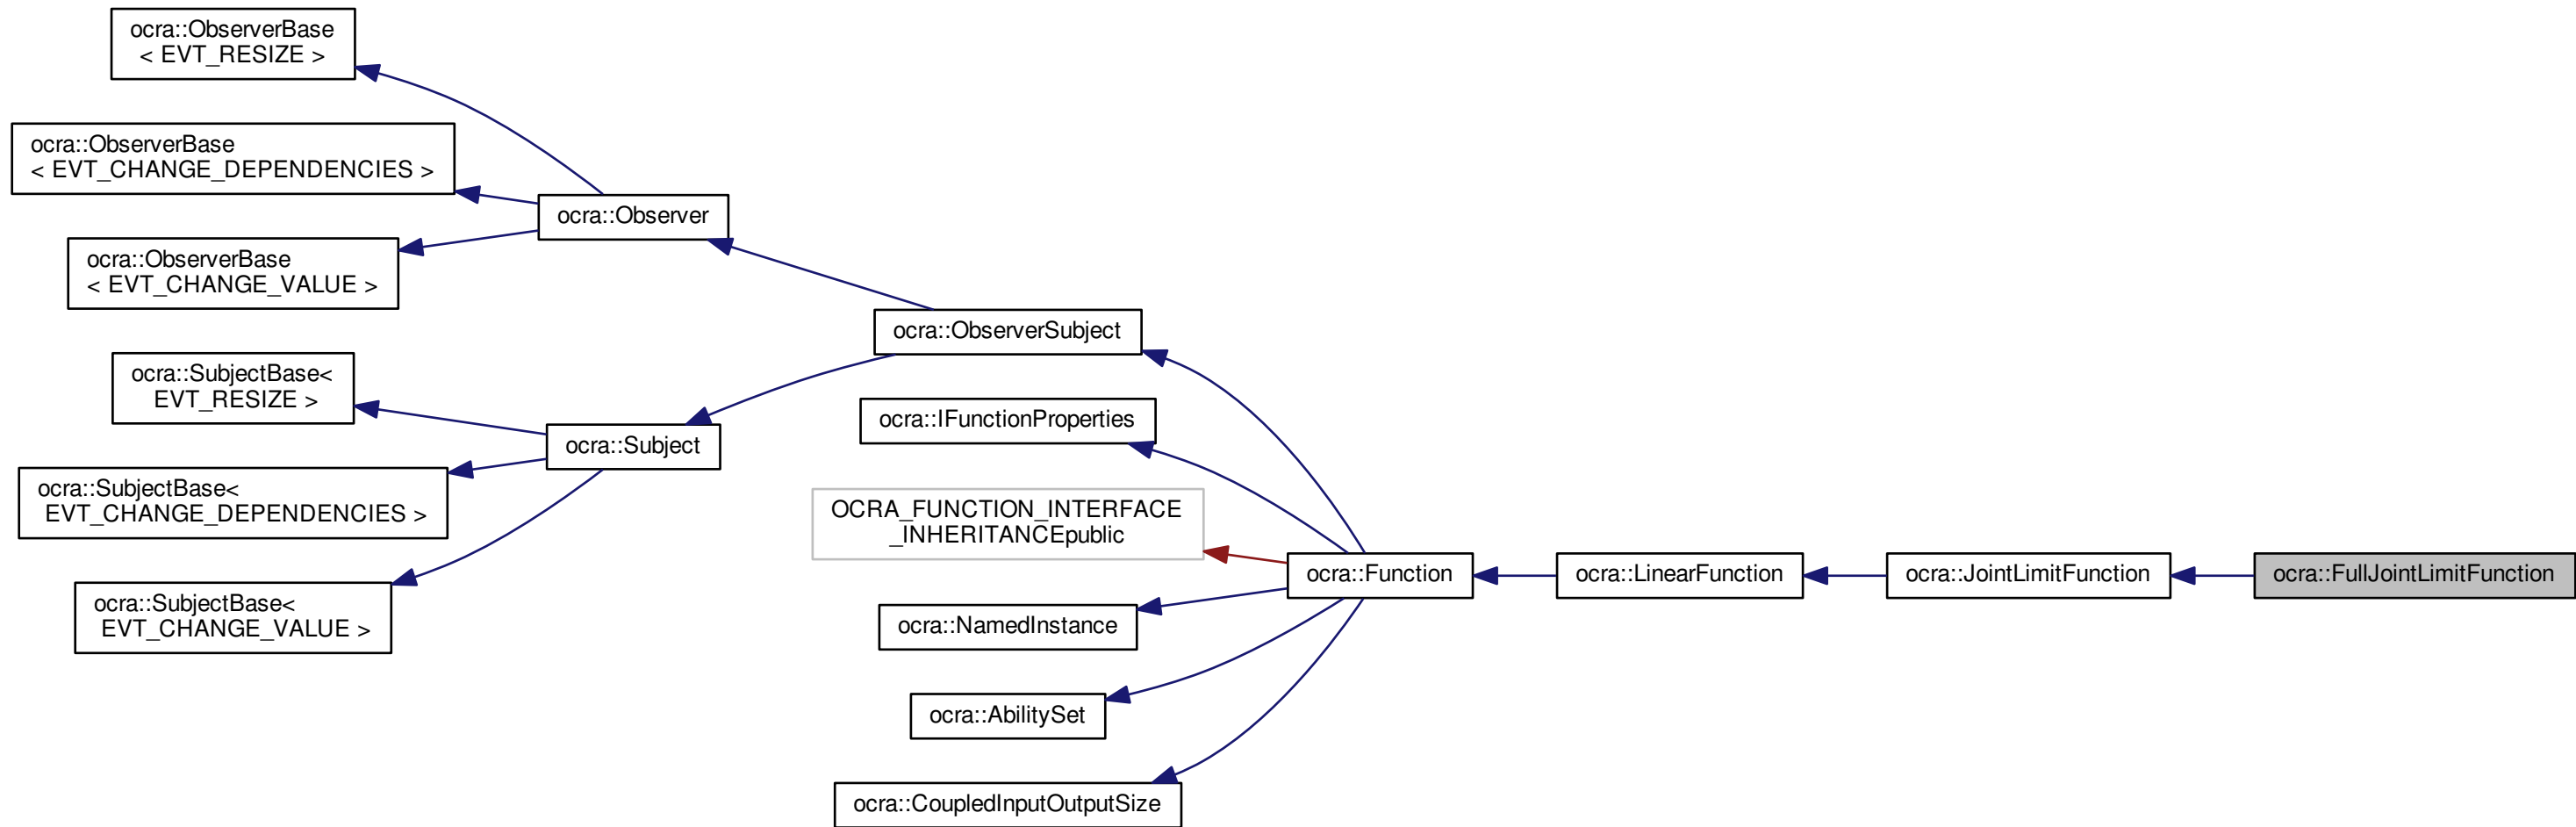 ocra::ObserverBase
< EVT_RESIZE >
ocra::ObserverBase
< EVT_CHANGE_DEPENDENCIES >
ocra::Observer
ocra::ObserverBase
< EVT_CHANGE_VALUE >
ocra::ObserverSubject
ocra::SubjectBase<
EVT_RESIZE >
ocra::Subject
ocra::SubjectBase<
EVT_CHANGE_DEPENDENCIES >
ocra::SubjectBase<
EVT_CHANGE_VALUE >
ocra::IFunctionProperties
OCRA_FUNCTION_INTERFACE
_INHERITANCEpublic
ocra::NamedInstance
ocra::AbilitySet
ocra::CoupledInputOutputSize
ocra::Function
ocra::LinearFunction
ocra::JointLimitFunction
ocra::FullJointLimitFunction